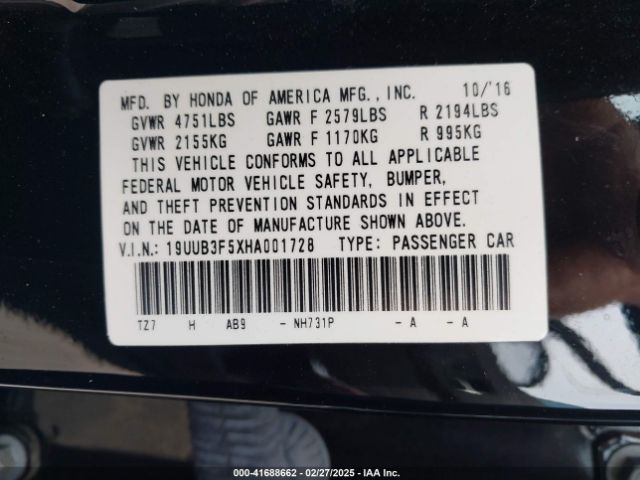 MFD. BY HONDA OF AMERICA MFG., INC. 10/'16
GVWR 4751LBS GAWR F 2579LBS R 2194LBS
GVWR 2155KG GAWR F 1170KG R 995KG
THIS VEHICLE CONFORMS TO ALL APPLICABLE
FEDERAL MOTOR VEHICLE SAFETY, BUMPER,
AND THEFT PREVENTION STANDARDS IN EFFECT
ON THE DATE OF MANUFACTURE SHOWN ABOVE.
V.I.N.: 19UUB3F5XHA001728 TYPE: PASSENGER CAR
TZ7 H AB9 - NH731P - A - A
000-41688662 - 02/27/2025 - IAA Inc.